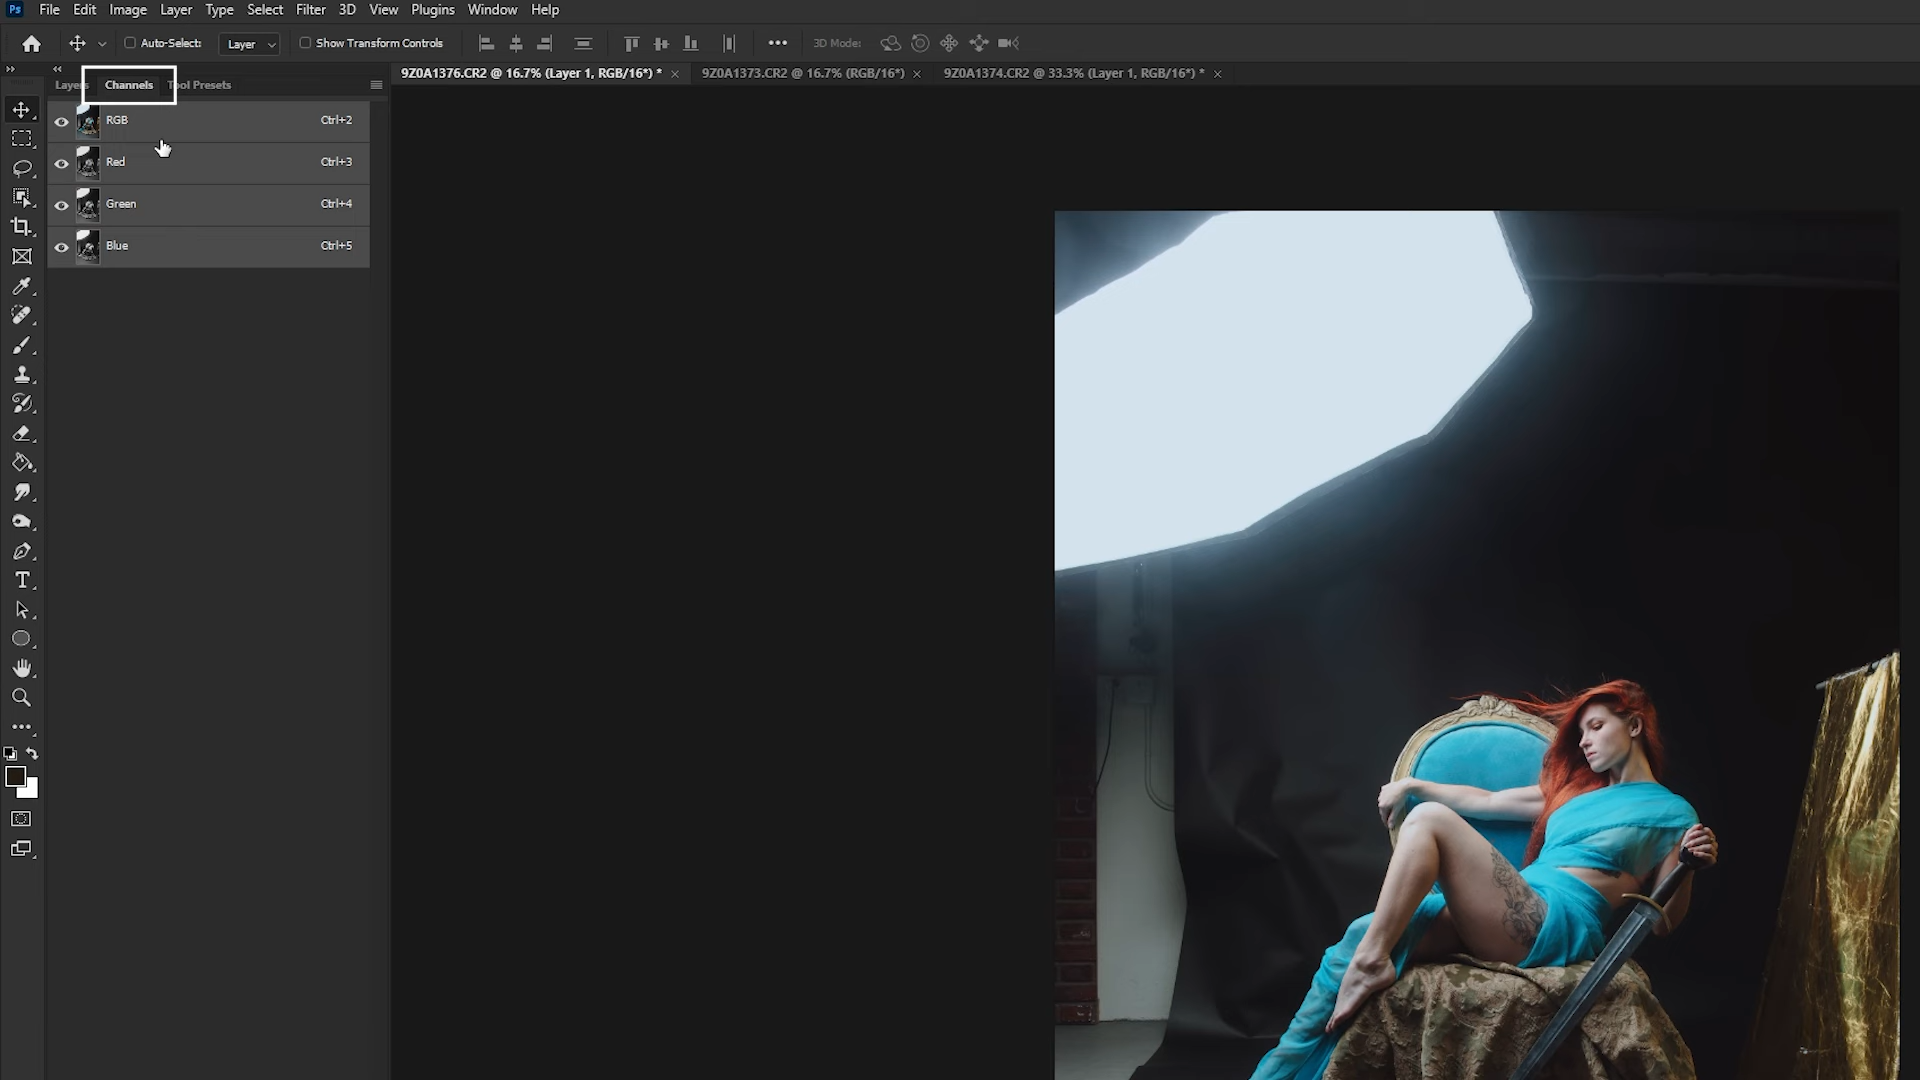 Ps File Edit Image Layer Type Select Filter 3D View Plugins Window Help
Auto-Select: Layer Show Transform Controls 3D Mode:
9Z0A1376.CR2 @ 16.7% (Layer 1, RGB/16*) * 9Z0A1373.CR2 @ 16.7% (RGB/16*) 9Z0A1374.CR2 @ 33.3% (Layer 1, RGB/16*) *
Layers Channels Tool Presets
RGB Ctrl+2
Red Ctrl+3
Green Ctrl+4
Blue Ctrl+5